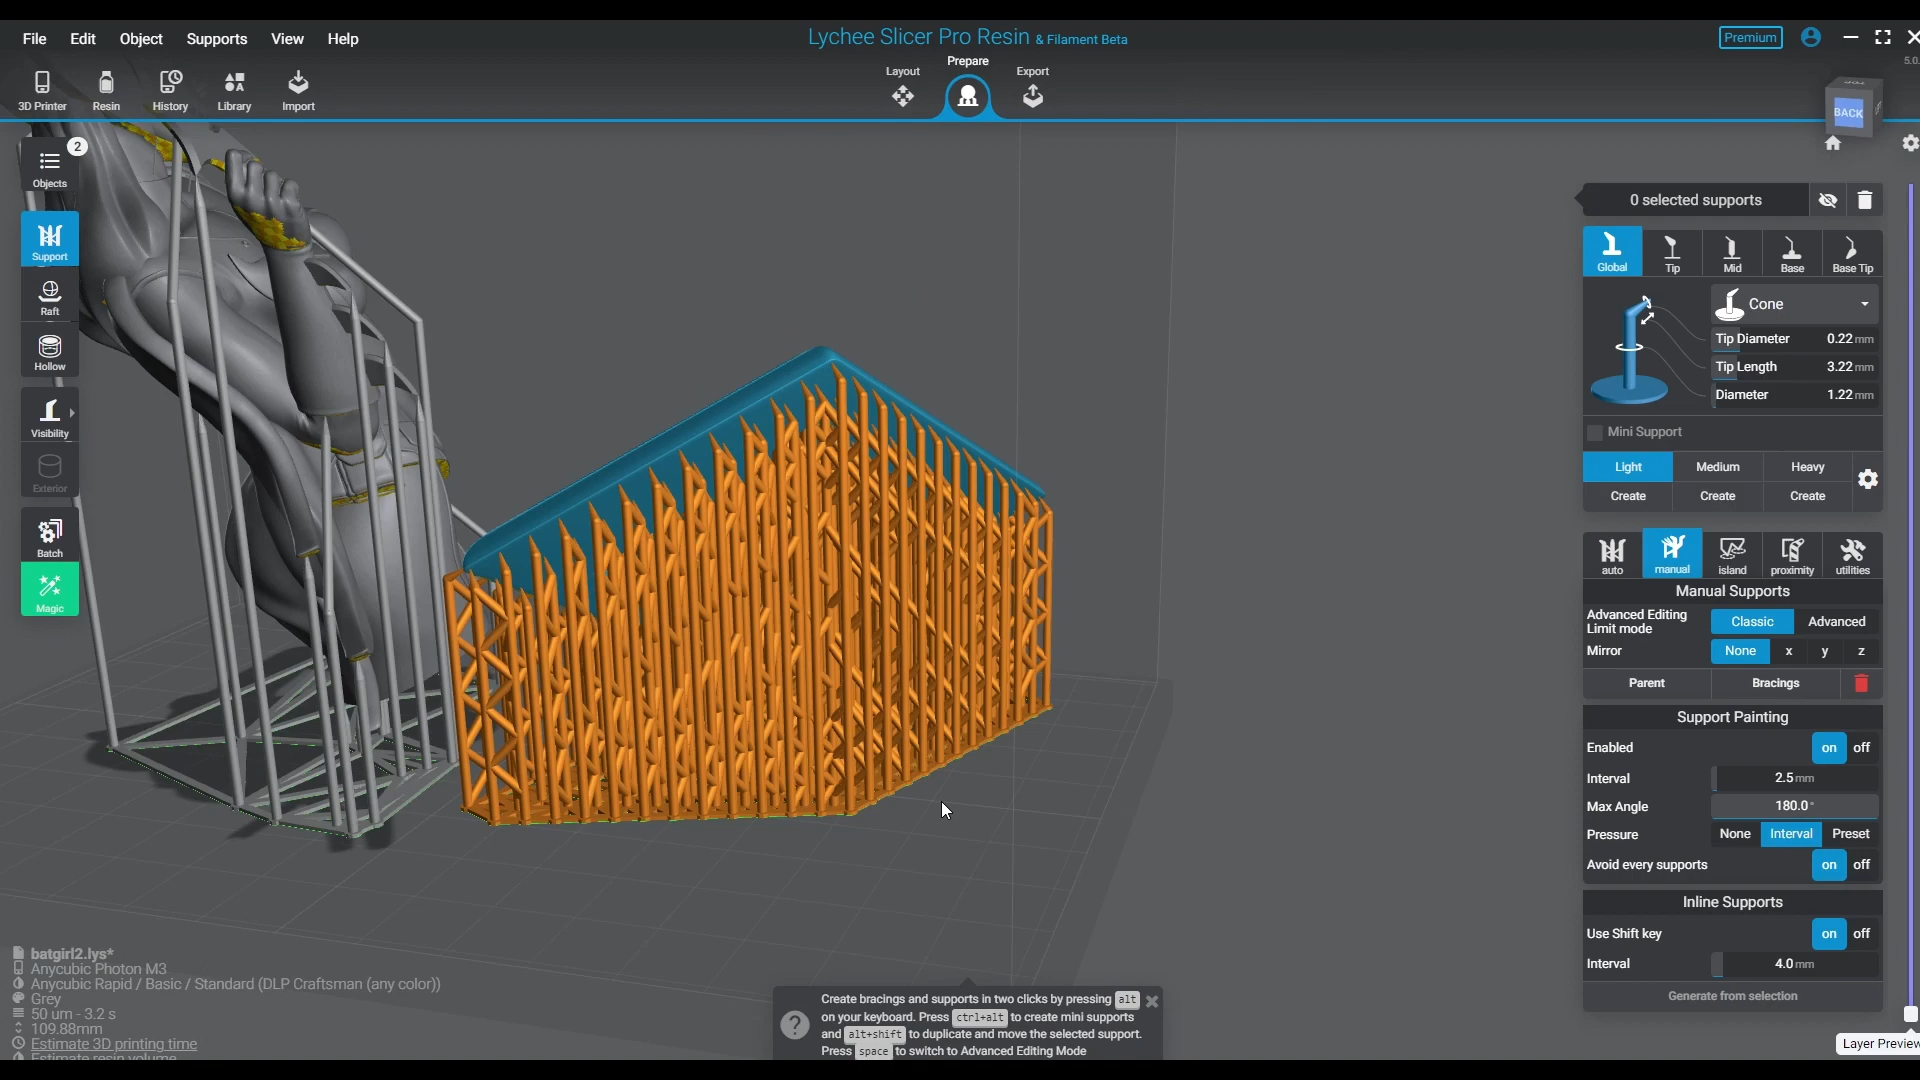 File Edit Object Supports View Help
Lychee Slicer Pro Resin & Filament Beta
Premium
5.0.
3D Printer Resin History Library Import
Layout Prepare Export
BACK
2
Objects
Support
Raft
Hollow
Visibility
Exterior
Batch
Magic
0 selected supports
Global Tip Mid Base Base Tip
Cone
Tip Diameter 0.22 mm
Tip Length 3.22 mm
Diameter 1.22 mm
Mini Support
Light Medium Heavy
Create Create Create
auto manual island proximity utilities
Manual Supports
Advanced Editing
Limit mode
Classic Advanced
Mirror None x y z
Parent Bracings
Support Painting
Enabled on off
Interval 2.5 mm
Max Angle 180.0 °
Pressure None Interval Preset
Avoid every supports on off
Inline Supports
Use Shift key on off
Interval 4.0 mm
Generate from selection
Layer Preview
batgirl2.lys*
Anycubic Photon M3
Anycubic Rapid / Basic / Standard (DLP Craftsman (any color))
Grey
50 um - 3.2 s
109.88mm
Estimate 3D printing time
Estimate resin volume
Create bracings and supports in two clicks by pressing alt
on your keyboard. Press ctrl+alt to create mini supports
and alt+shift to duplicate and move the selected support.
Press space to switch to Advanced Editing Mode